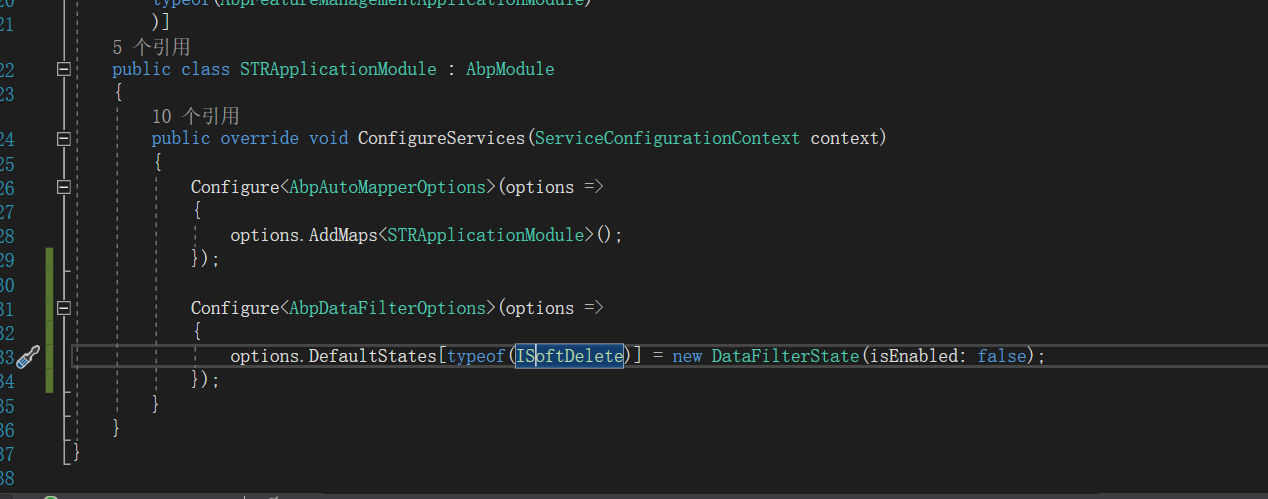 typeof(AbpFeatureManagementApplicationModule)
21 )]
5 个引用
22 public class STRApplicationModule : AbpModule
23 {
10 个引用
24 public override void ConfigureServices(ServiceConfigurationContext context)
25 {
26 Configure<AbpAutoMapperOptions>(options =>
27 {
28 options.AddMaps<STRApplicationModule>();
29 });
30
31 Configure<AbpDataFilterOptions>(options =>
32 {
33 options.DefaultStates[typeof(ISoftDelete)] = new DataFilterState(isEnabled: false);
34 });
35 }
36 }
37 }
38